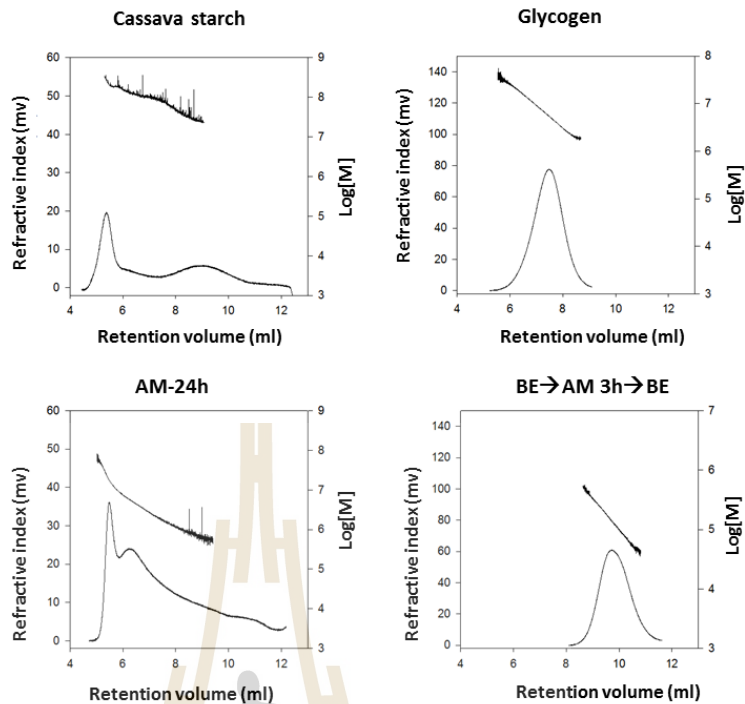 Cassava starch
Refractive index (mv)
60
50
40
30
20
10
0
4 6 8 10 12
Retention volume (ml)
9
8
7
6
5
4
3
Log[M]
Glycogen
Refractive index (mv)
140
120
100
80
60
40
20
0
4 6 8 10 12
Retention volume (ml)
8
7
6
5
4
3
Log[M]
AM-24h
Refractive index (mv)
60
50
40
30
20
10
0
4 6 8 10 12
Retention volume (ml)
9
8
7
6
5
4
3
Log[M]
BE→AM 3h→BE
Refractive index (mv)
140
120
100
80
60
40
20
0
4 6 8 10 12
Retention volume (ml)
7
6
5
4
3
Log[M]